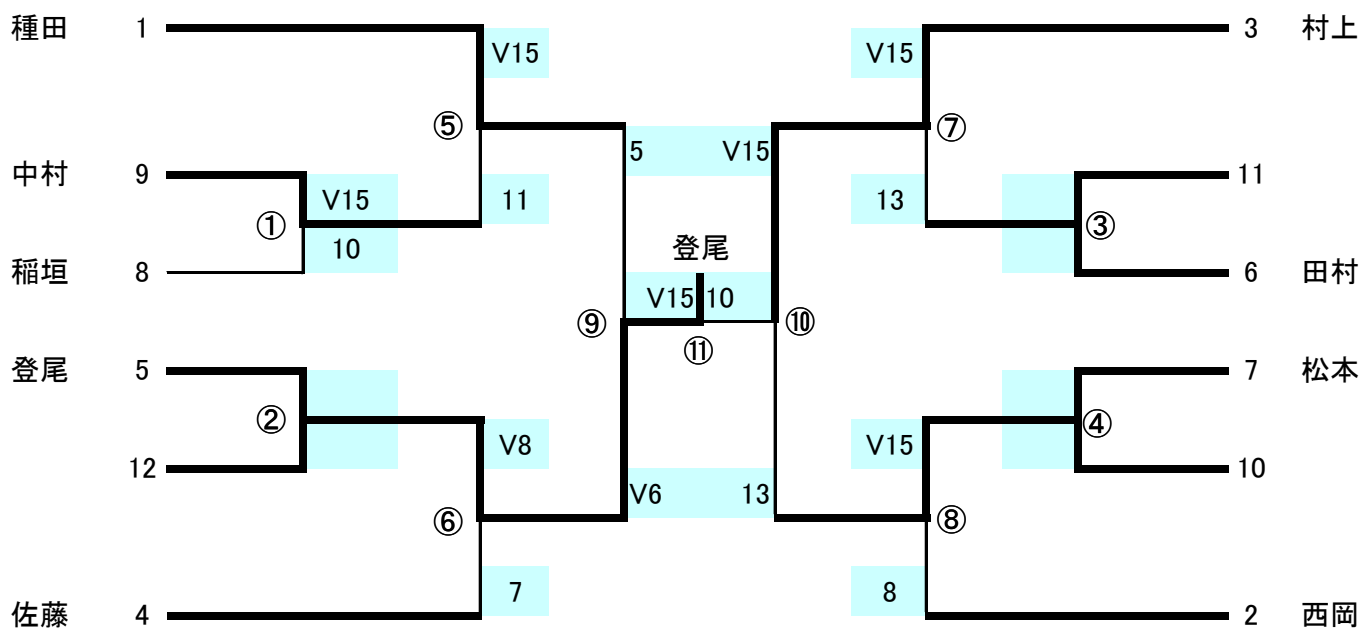 種田 1 V15 V15 3 村上
⑤ ⑦
5 V15
中村 9 V15 11 13 11
① ③
10
稲垣 8 登尾 6 田村
V15 10
⑨ ⑩
⑪
登尾 5 7 松本
② ④
V8 V15
12 10
V6 13
⑥ ⑧
7 8
佐藤 4 2 西岡